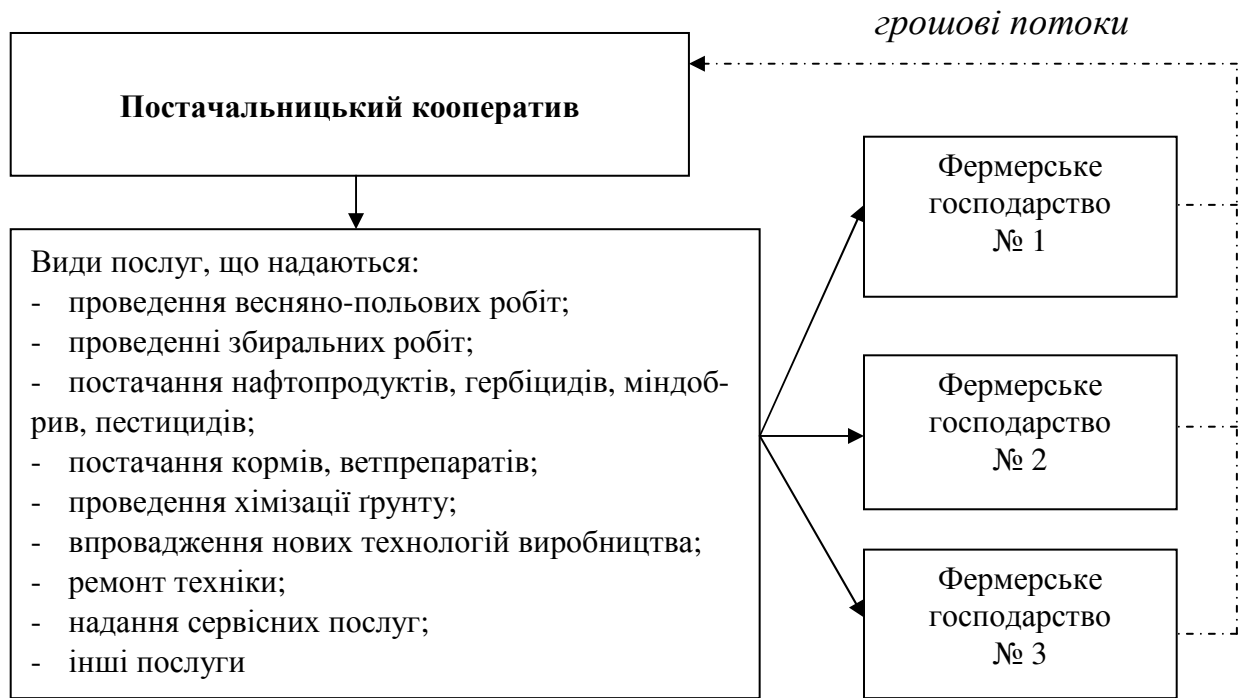 грошові потоки
Постачальницький кооператив
Види послуг, що надаються:
- проведення весняно-польових робіт;
- проведенні збиральних робіт;
- постачання нафтопродуктів, гербіцидів, міндоб-
рив, пестицидів;
- постачання кормів, ветпрепаратів;
- проведення хімізації ґрунту;
- впровадження нових технологій виробництва;
- ремонт техніки;
- надання сервісних послуг;
- інші послуги
Фермерське
господарство
№ 1
Фермерське
господарство
№ 2
Фермерське
господарство
№ 3